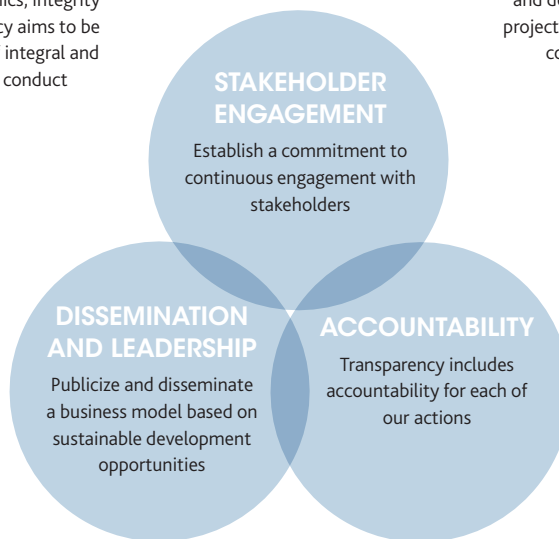 ics, integrity
cy aims to be
integral and
conduct
and de
project
co
STAKEHOLDER
ENGAGEMENT
Establish a commitment to
continuous engagement with
stakeholders
DISSEMINATION
AND LEADERSHIP
Publicize and disseminate
a business model based on
sustainable development
opportunities
ACCOUNTABILITY
Transparency includes
accountability for each of
our actions